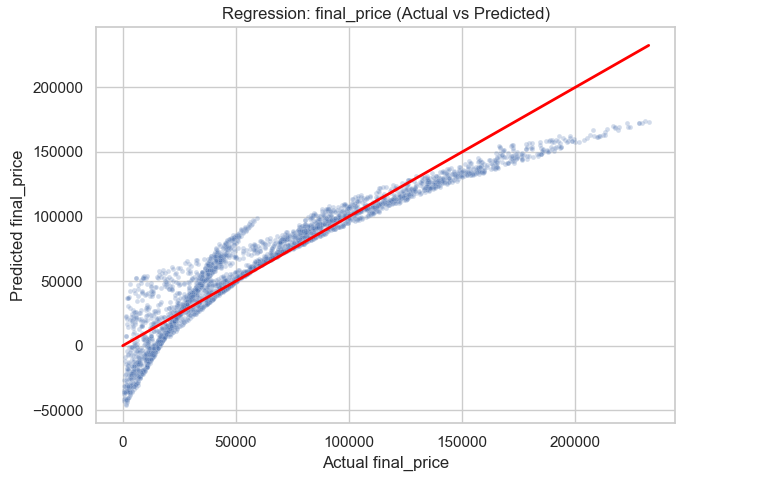 Regression: final_price (Actual vs Predicted)
Predicted final_price
200000
150000
100000
50000
0
−50000
0 50000 100000 150000 200000
Actual final_price